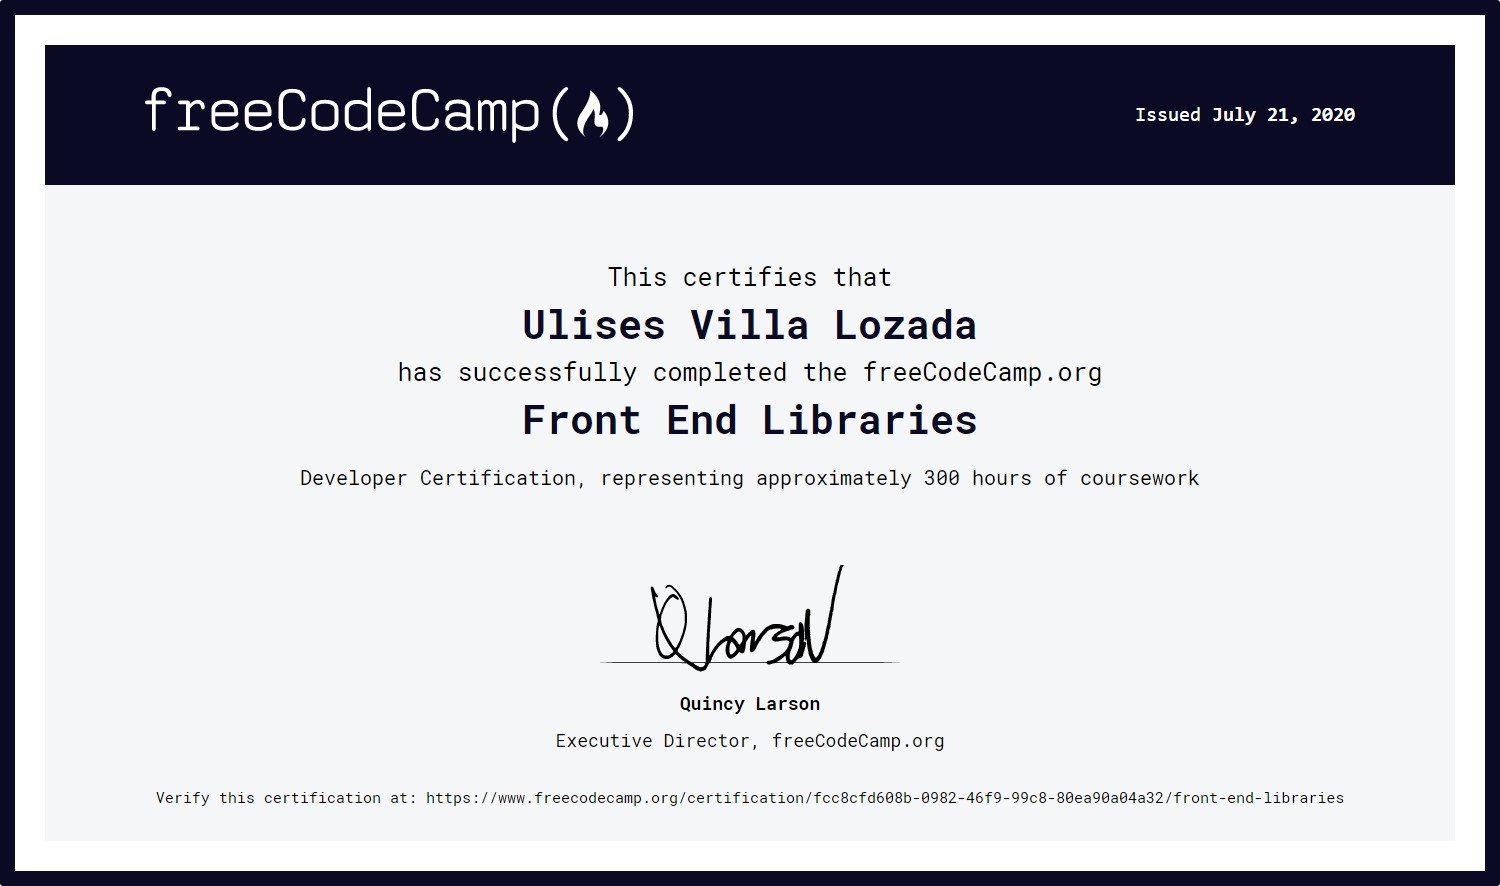 freeCodeCamp(🔥)
Issued July 21, 2020
This certifies that
Ulises Villa Lozada
has successfully completed the freeCodeCamp.org
Front End Libraries
Developer Certification, representing approximately 300 hours of coursework
Q Larson
Quincy Larson
Executive Director, freeCodeCamp.org
Verify this certification at: https://www.freecodecamp.org/certification/fcc8cfd608b-0982-46f9-99c8-80ea90a04a32/front-end-libraries